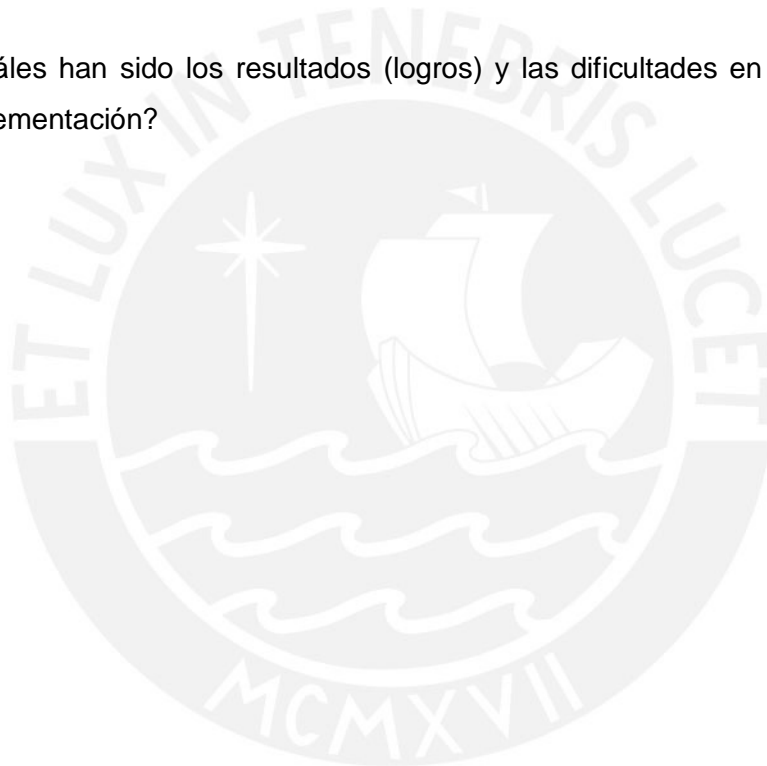 áles han sido los resultados (logros) y las dificultades en
ementación?
ET LUX IN TENEBRIS LUCET
MCMXVII